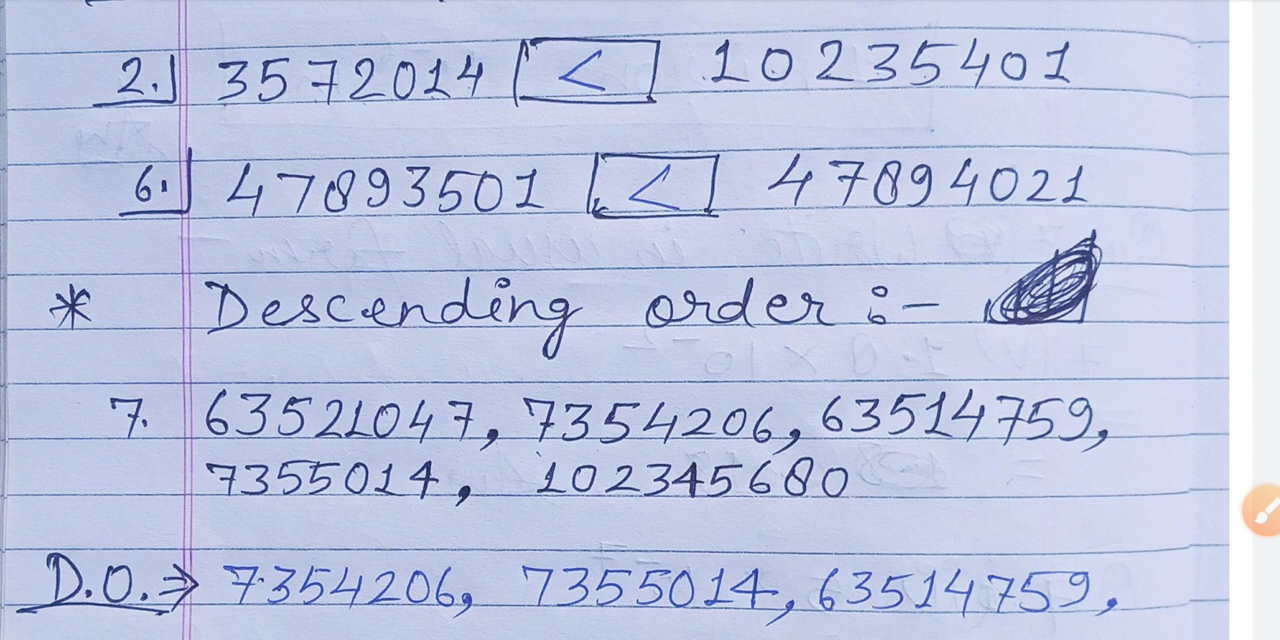 2. 3572014 < 10235401
6. 47893501 < 47894021
* Descending order :-
7. 63521047, 7354206, 63514759,
7355014, 102345680
D.O. ⇒ 7354206, 7355014, 63514759,